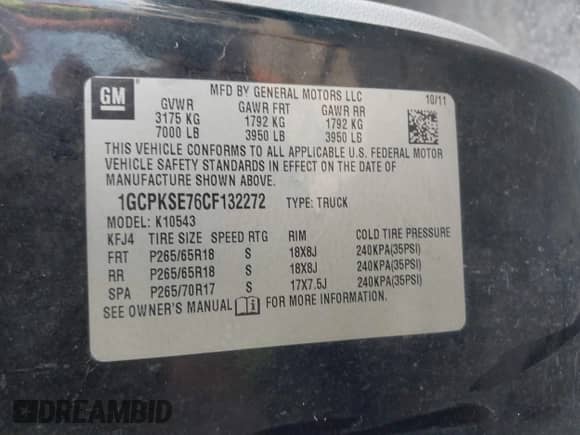 GM
MFD BY GENERAL MOTORS LLC
10/11
GVWR GAWR FRT GAWR RR
3175 KG 1792 KG 1792 KG
7000 LB 3950 LB 3950 LB
THIS VEHICLE CONFORMS TO ALL APPLICABLE U.S. FEDERAL MOTOR
VEHICLE SAFETY STANDARDS IN EFFECT ON THE DATE OF
MANUFACTURE SHOWN ABOVE.
1GCPKSE76CF132272 TYPE: TRUCK
MODEL: K10543
KFJ4 TIRE SIZE SPEED RTG RIM COLD TIRE PRESSURE
FRT P265/65R18 S 18X8J 240KPA(35PSI)
RR P265/65R18 S 18X8J 240KPA(35PSI)
SPA P265/70R17 S 17X7.5J 240KPA(35PSI)
SEE OWNER'S MANUAL FOR MORE INFORMATION.
DREAMBID